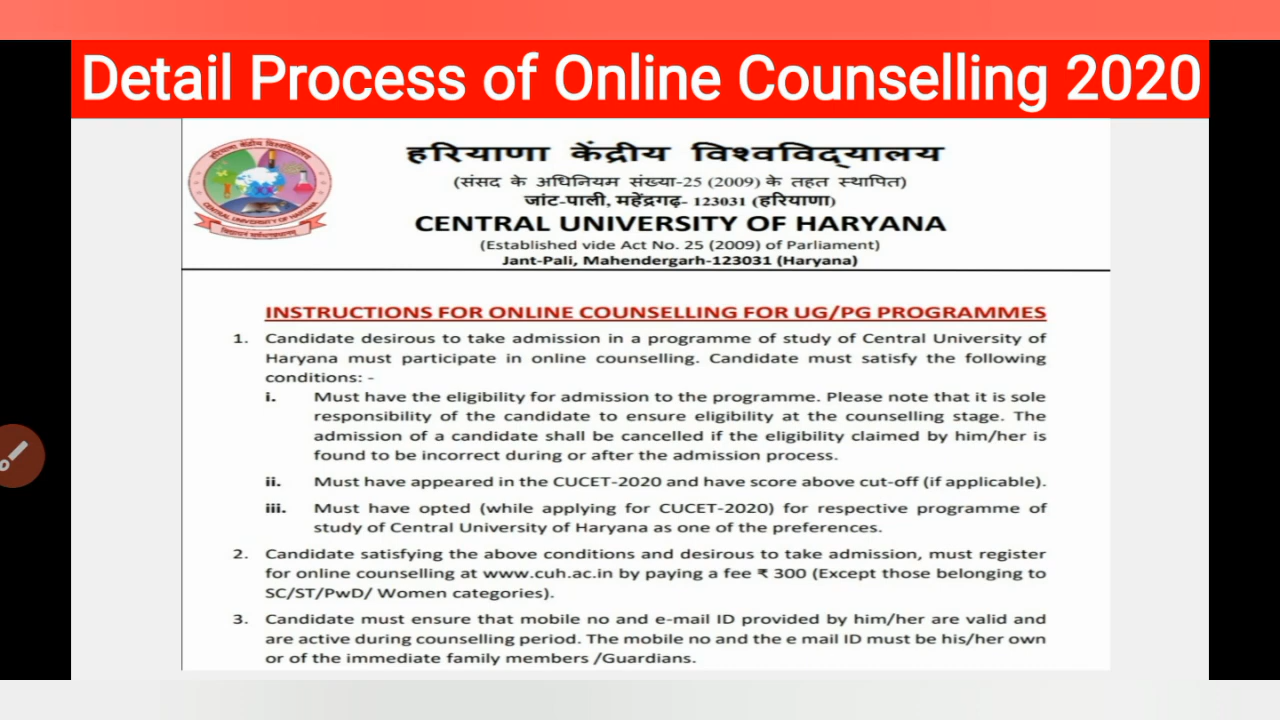 Detail Process of Online Counselling 2020
हरियाणा केंद्रीय विश्वविद्यालय
(संसद के अधिनियम संख्या-25 (2009) के तहत स्थापित)
जांट-पाली, महेंद्रगढ़- 123031 (हरियाणा)
CENTRAL UNIVERSITY OF HARYANA
(Established vide Act No. 25 (2009) of Parliament)
Jant-Pali, Mahendergarh-123031 (Haryana)
हरियाणा केंद्रीय विश्वविद्यालय
CENTRAL UNIVERSITY OF HARYANA
INSTRUCTIONS FOR ONLINE COUNSELLING FOR UG/PG PROGRAMMES
1. Candidate desirous to take admission in a programme of study of Central University of
Haryana must participate in online counselling. Candidate must satisfy the following
conditions: -
i. Must have the eligibility for admission to the programme. Please note that it is sole
responsibility of the candidate to ensure eligibility at the counselling stage. The
admission of a candidate shall be cancelled if the eligibility claimed by him/her is
found to be incorrect during or after the admission process.
ii. Must have appeared in the CUCET-2020 and have score above cut-off (if applicable).
iii. Must have opted (while applying for CUCET-2020) for respective programme of
study of Central University of Haryana as one of the preferences.
2. Candidate satisfying the above conditions and desirous to take admission, must register
for online counselling at www.cuh.ac.in by paying a fee ₹ 300 (Except those belonging to
SC/ST/PwD/ Women categories).
3. Candidate must ensure that mobile no and e-mail ID provided by him/her are valid and
are active during counselling period. The mobile no and the e mail ID must be his/her own
or of the immediate family members /Guardians.